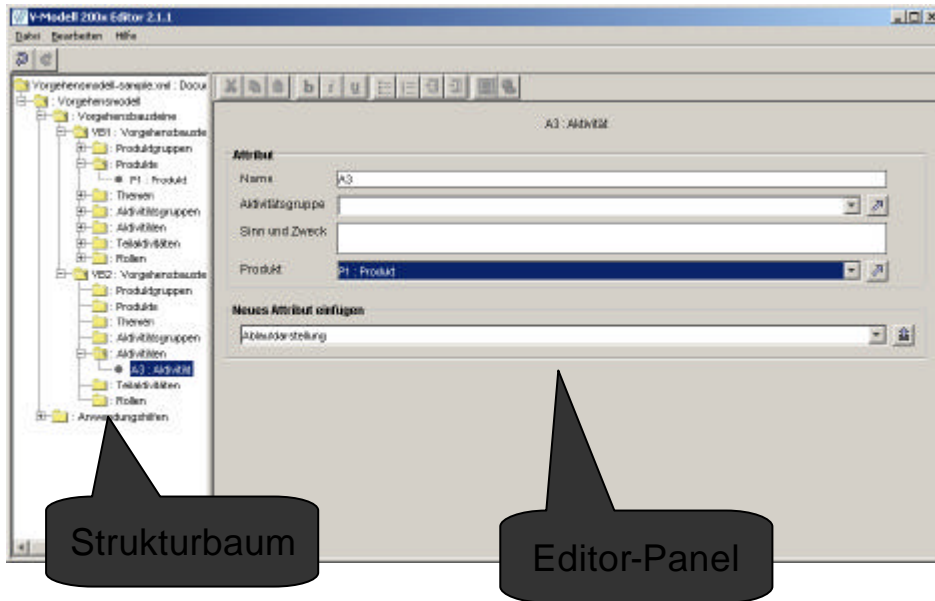 V-Modell 200x Editor 2.1.1
Datei Bearbeiten Hilfe
Vorgehensmodell-sample.xml : Docu
: Vorgehensmodell
: Vorgehensbausteine
VB1 : Vorgehensbauste
: Produktgruppen
: Produkte
P1 : Produkt
: Themen
: Aktivitätsgruppen
: Aktivitäten
: Teilaktivitäten
: Rollen
VB2 : Vorgehensbauste
: Produktgruppen
: Produkte
: Themen
: Aktivitätsgruppen
: Aktivitäten
A3 : Aktivität
: Teilaktivitäten
: Rollen
: Anwendungshilfen
b i u
A3 : Aktivität
Attribut
Name A3
Aktivitätsgruppe
Sinn und Zweck
Produkt P1 : Produkt
Neues Attribut einfügen
Ablaufdarstellung
Strukturbaum
Editor-Panel